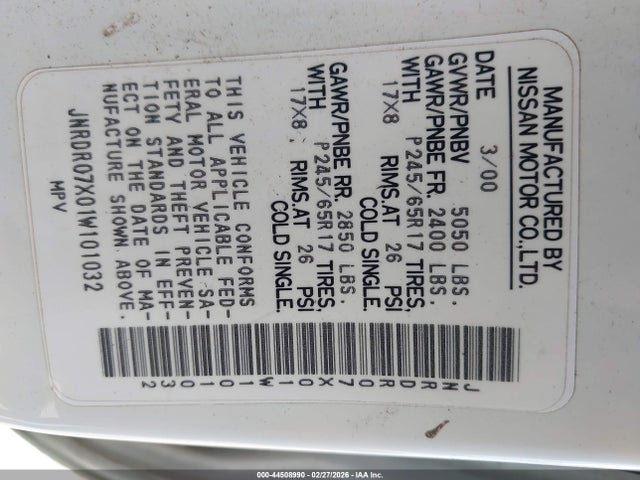 MANUFACTURED BY
NISSAN MOTOR CO.,LTD.
DATE 3/00
GVWR/PNBV 5050 LBS.
GAWR/PNBE FR. 2400 LBS.
WITH P245/65R17 TIRES,
17X8 RIMS.AT 26 PSI
COLD SINGLE.
GAWR/PNBE RR. 2850 LBS.
WITH P245/65R17 TIRES,
17X8 RIMS.AT 26 PSI
COLD SINGLE.
THIS VEHICLE CONFORMS
TO ALL APPLICABLE FED-
ERAL MOTOR VEHICLE SA-
FETY AND THEFT PREVEN-
TION STANDARDS IN EFF-
ECT ON THE DATE OF MA-
NUFACTURE SHOWN ABOVE.
JNRDR07X01W101032
MPV
JNRDR07X01W101032
000-44508990 - 02/27/2026 - IAAI.com